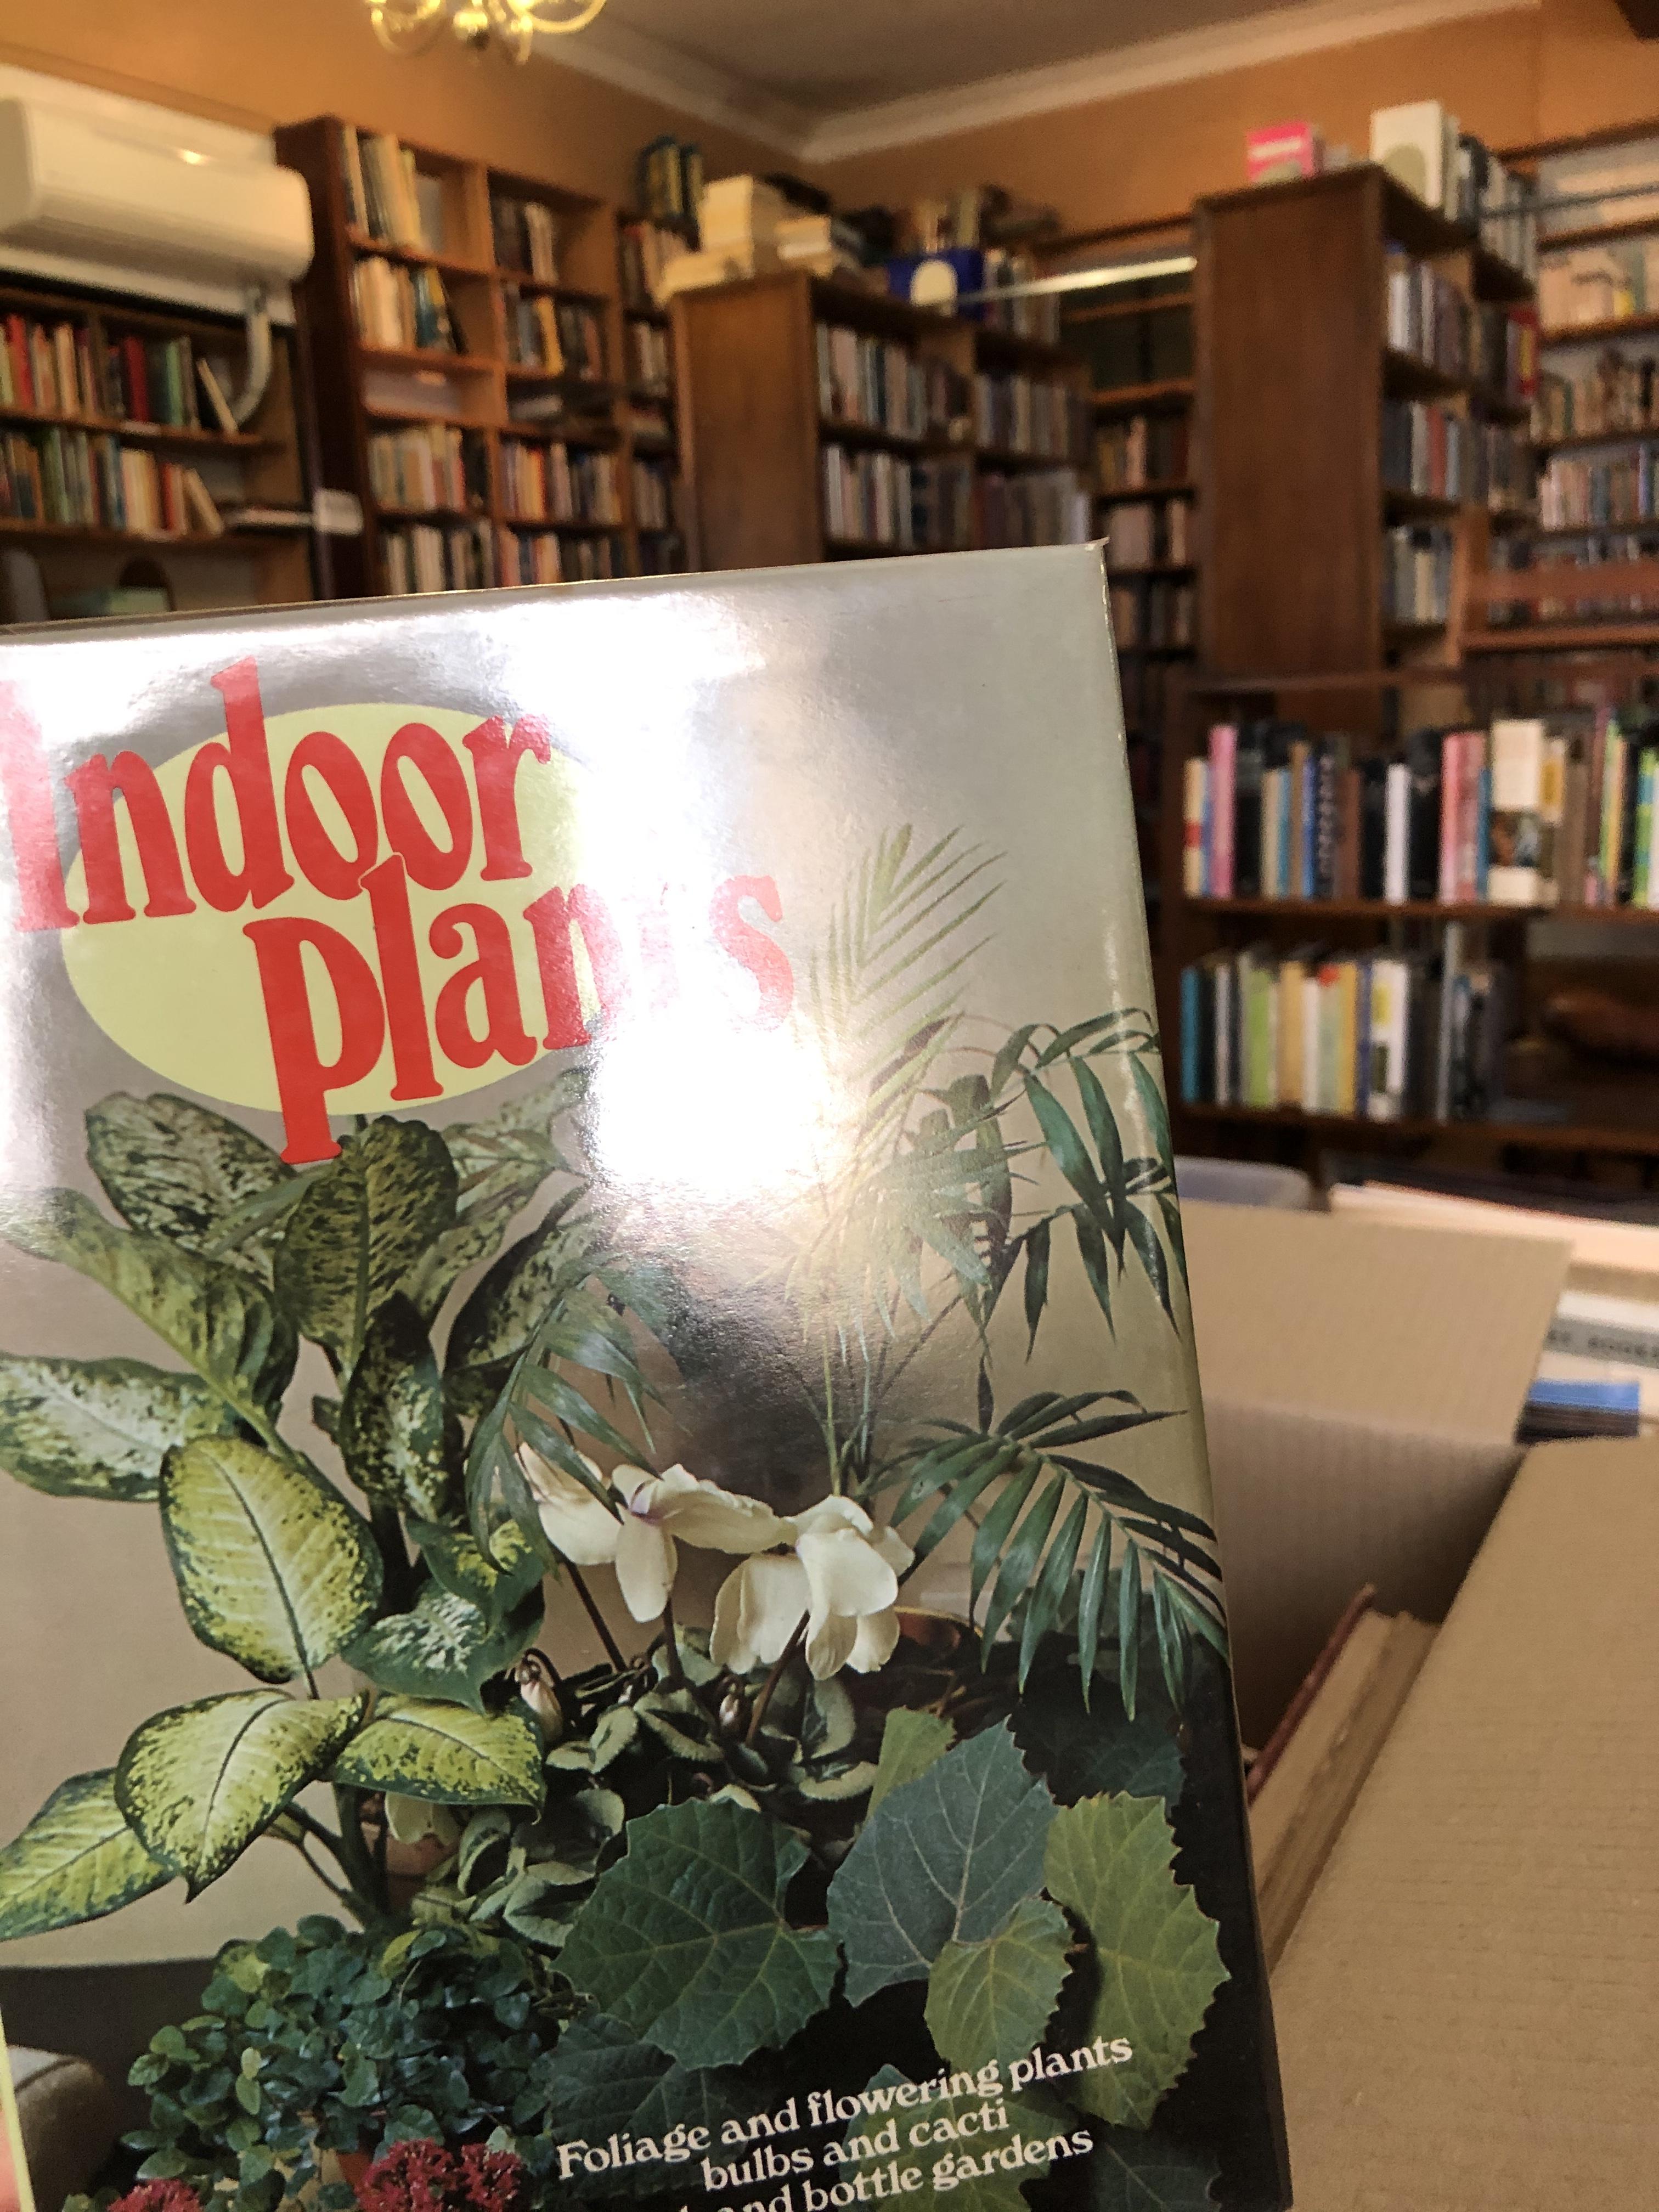 Indoor
plants
Foliage and flowering plants
bulbs and cacti
and bottle gardens